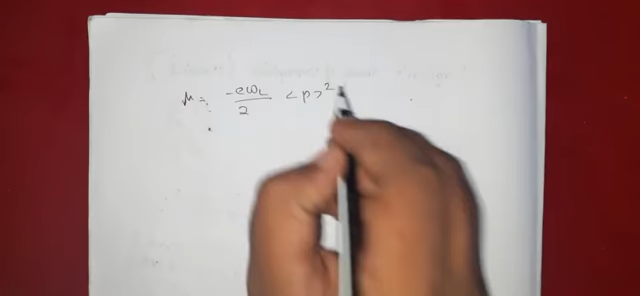 μ = -eω_L/2 <p>²